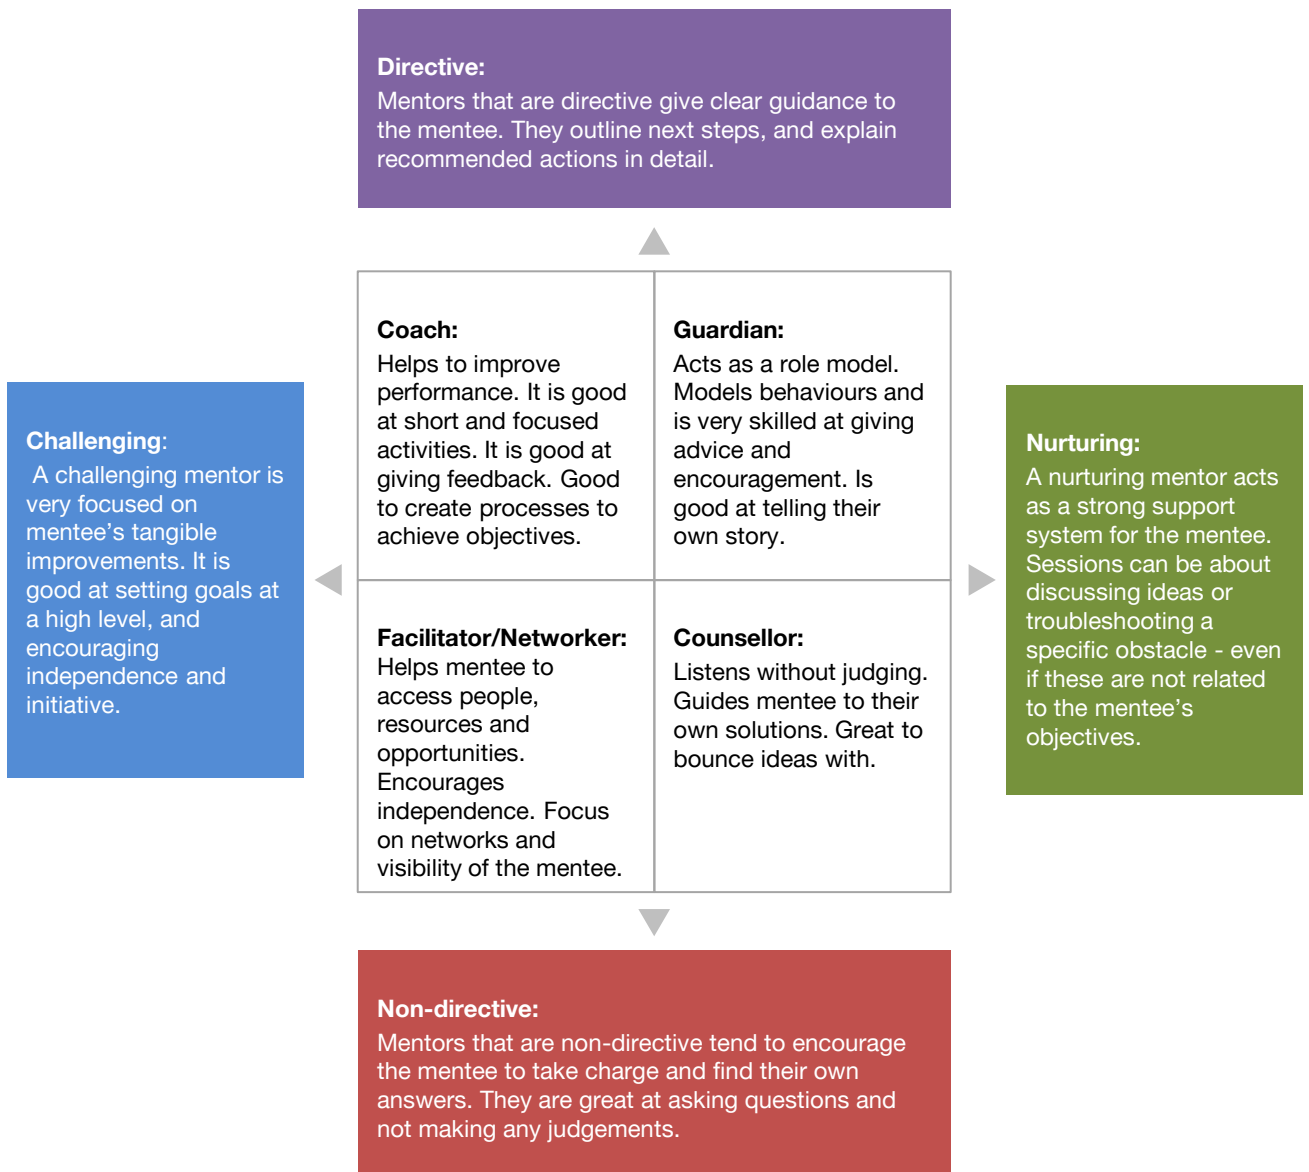 Directive:
Mentors that are directive give clear guidance to
the mentee. They outline next steps, and explain
recommended actions in detail.
Coach:
Helps to improve
performance. It is good
at short and focused
activities. It is good at
giving feedback. Good
to create processes to
achieve objectives.
Guardian:
Acts as a role model.
Models behaviours and
is very skilled at giving
advice and
encouragement. Is
good at telling their
own story.
Challenging:
A challenging mentor is
very focused on
mentee's tangible
improvements. It is
good at setting goals at
a high level, and
encouraging
independence and
initiative.
Nurturing:
A nurturing mentor acts
as a strong support
system for the mentee.
Sessions can be about
discussing ideas or
troubleshooting a
specific obstacle - even
if these are not related
to the mentee's
objectives.
Facilitator/Networker:
Helps mentee to
access people,
resources and
opportunities.
Encourages
independence. Focus
on networks and
visibility of the mentee.
Counsellor:
Listens without judging.
Guides mentee to their
own solutions. Great to
bounce ideas with.
Non-directive:
Mentors that are non-directive tend to encourage
the mentee to take charge and find their own
answers. They are great at asking questions and
not making any judgements.